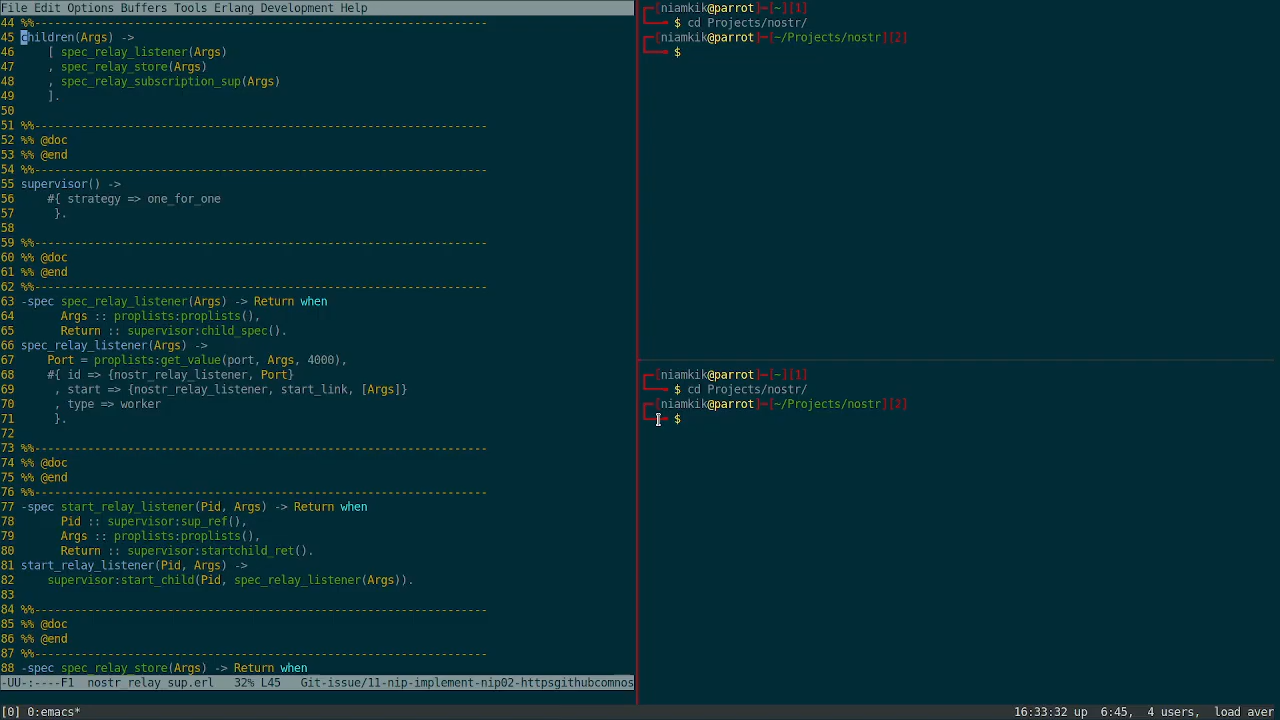 File Edit Options Buffers Tools Erlang Development Help
44 %%--------------------------------------------------------------------
45 children(Args) ->
46     [ spec_relay_listener(Args)
47     , spec_relay_store(Args)
48     , spec_relay_subscription_sup(Args)
49     ].
50
51 %%--------------------------------------------------------------------
52 %% @doc
53 %% @end
54 %%--------------------------------------------------------------------
55 supervisor() ->
56     #{ strategy => one_for_one
57      }.
58
59 %%--------------------------------------------------------------------
60 %% @doc
61 %% @end
62 %%--------------------------------------------------------------------
63 -spec spec_relay_listener(Args) -> Return when
64       Args :: proplists:proplists(),
65       Return :: supervisor:child_spec().
66 spec_relay_listener(Args) ->
67     Port = proplists:get_value(port, Args, 4000),
68     #{ id => {nostr_relay_listener, Port}
69      , start => {nostr_relay_listener, start_link, [Args]}
70      , type => worker
71      }.
72
73 %%--------------------------------------------------------------------
74 %% @doc
75 %% @end
76 %%--------------------------------------------------------------------
77 -spec start_relay_listener(Pid, Args) -> Return when
78       Pid :: supervisor:sup_ref(),
79       Args :: proplists:proplists(),
80       Return :: supervisor:startchild_ret().
81 start_relay_listener(Pid, Args) ->
82     supervisor:start_child(Pid, spec_relay_listener(Args)).
83
84 %%--------------------------------------------------------------------
85 %% @doc
86 %% @end
87 %%--------------------------------------------------------------------
88 -spec spec_relay_store(Args) -> Return when
-UU-:----F1  nostr_relay_sup.erl   32% L45   Git-issue/11-nip-implement-nip02-httpsgithubcomnos
┌─[niamkik@parrot]─[~][1]
└──╼ $ cd Projects/nostr/
┌─[niamkik@parrot]─[~/Projects/nostr][2]
└──╼ $
┌─[niamkik@parrot]─[~][1]
└──╼ $ cd Projects/nostr/
┌─[niamkik@parrot]─[~/Projects/nostr][2]
└──╼ $
[0] 0:emacs*
16:33:32 up  6:45,  4 users,  load aver